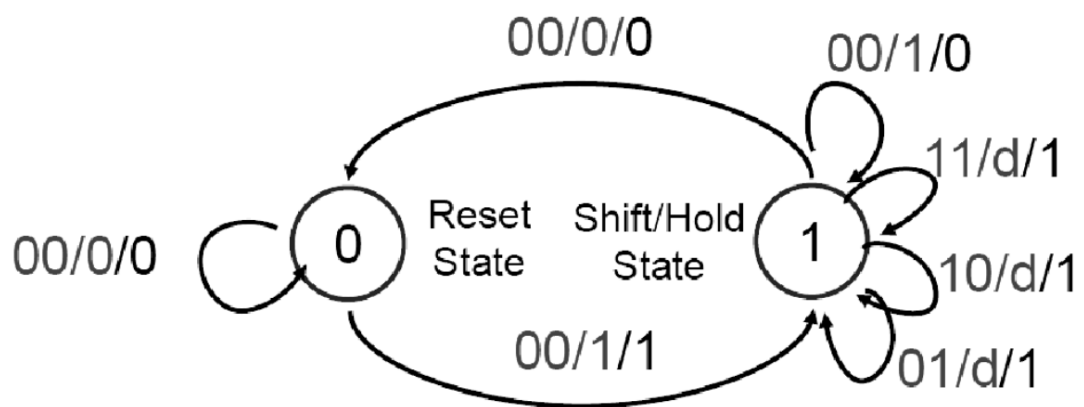 00/0/0
00/1/0
11/d/1
Reset
State
Shift/Hold
State
0
1
00/0/0
10/d/1
00/1/1
01/d/1